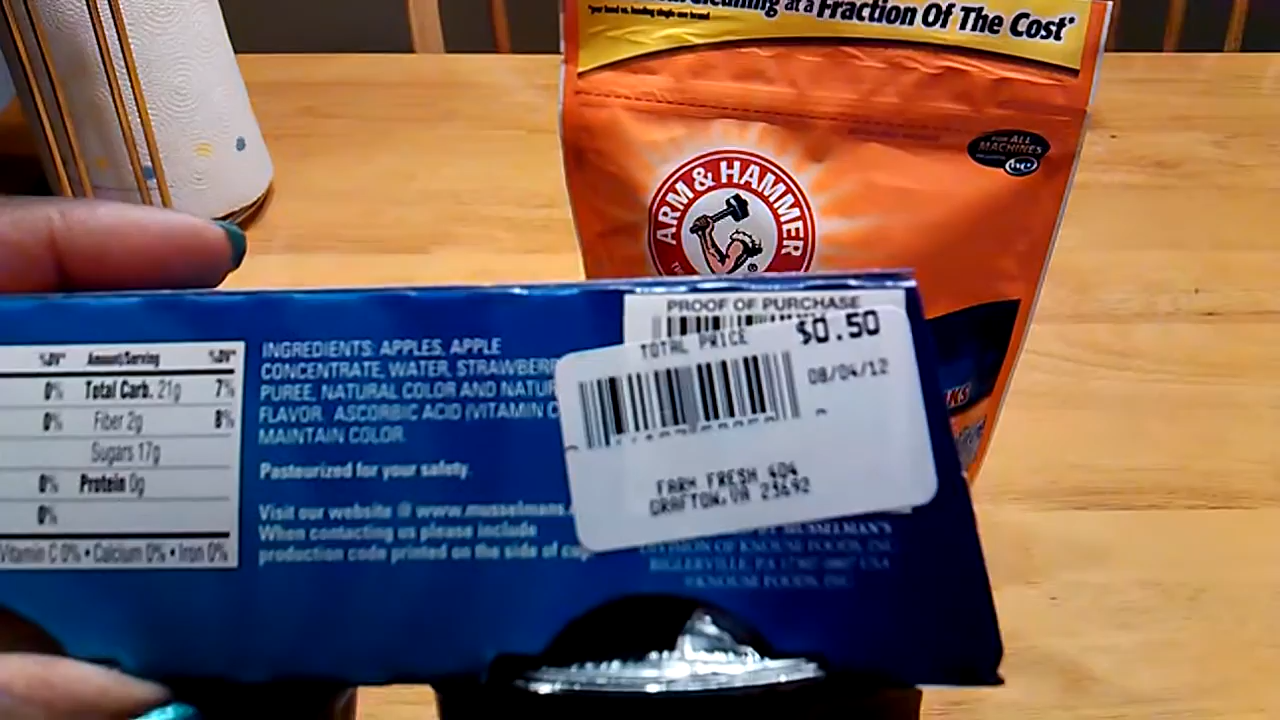 Cleaning at a Fraction Of The Cost*
FOR ALL
MACHINES
he
ARM & HAMMER
PROOF OF PURCHASE
TOTAL PRICE $0.50
08/04/12
FARM FRESH 404
GRAFTON, VA 23692
%DV* Amount/Serving %DV*
0% Total Carb. 21g 7%
0% Fiber 2g 8%
Sugars 17g
0% Protein 0g
0%
Vitamin C 0% • Calcium 0% • Iron 0%
INGREDIENTS: APPLES, APPLE
CONCENTRATE, WATER, STRAWBERR
PUREE, NATURAL COLOR AND NATUR
FLAVOR. ASCORBIC ACID (VITAMIN C
MAINTAIN COLOR.
Pasteurized for your safety.
Visit our website @ www.musselmans.
When contacting us please include
production code printed on the side of cup
MUSSELMAN'S
DIVISION OF KNOUSE FOODS, INC
BIGLERVILLE, PA 17307-0807 USA
©KNOUSE FOODS, INC.